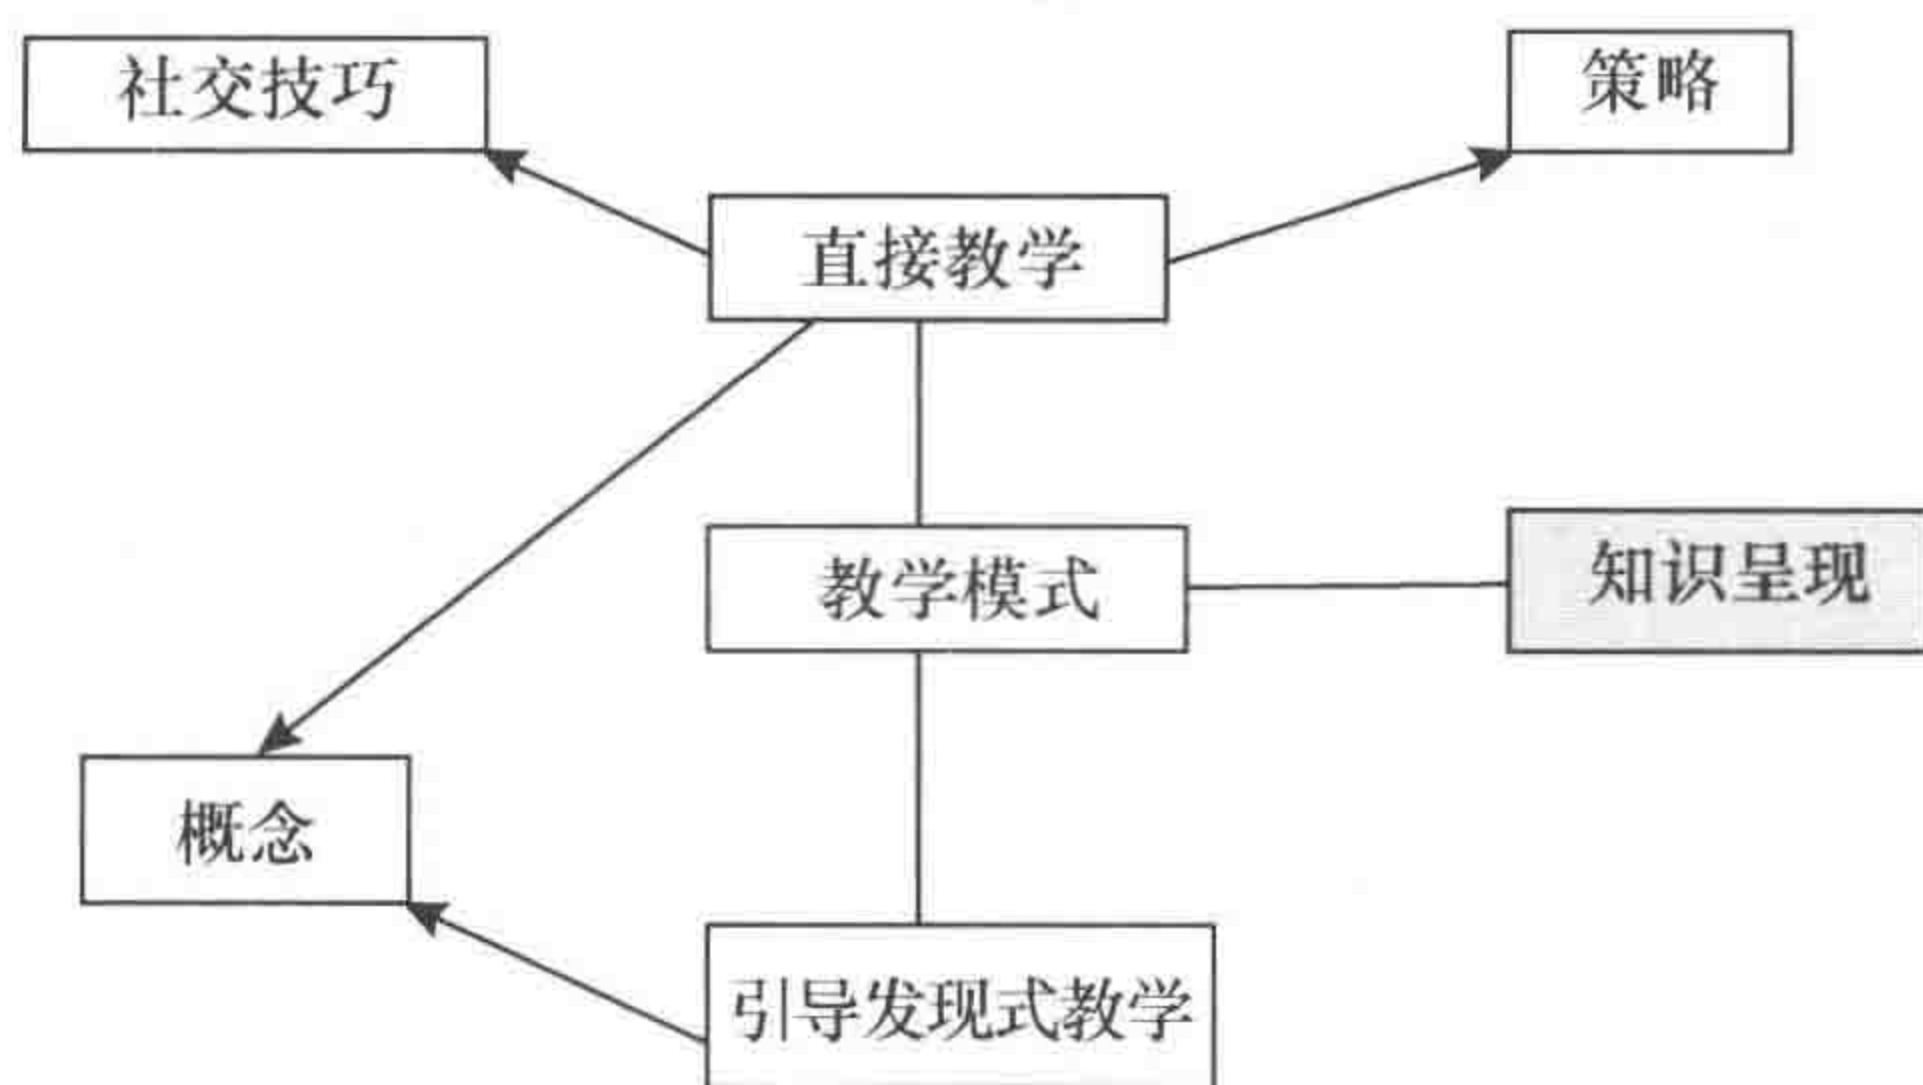 社交技巧
策略
直接教学
教学模式
知识呈现
概念
引导发现式教学